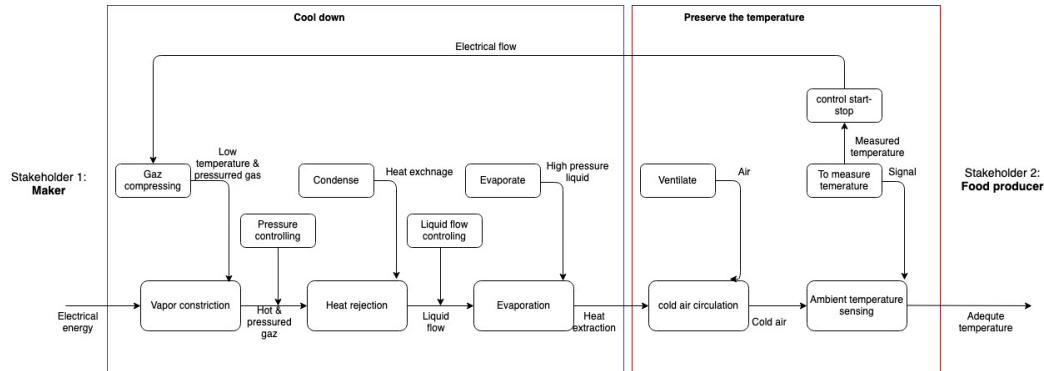 Cool down
Preserve the temperature
Electrical flow
control start-
stop
Measured
temperature
Low
temperature &
pressurred gas
Gaz
compressing
Condense
Heat exchnage
Evaporate
High pressure
liquid
Ventilate
Air
To measure
temerature
Signal
Stakeholder 1:
Maker
Stakeholder 2:
Food producer
Pressure
controlling
Liquid flow
controling
Vapor constriction
Heat rejection
Evaporation
cold air circulation
Ambient temperature
sensing
Electrical
energy
Hot &
pressured
gaz
Liquid
flow
Heat
extraction
Cold air
Adequte
temperature